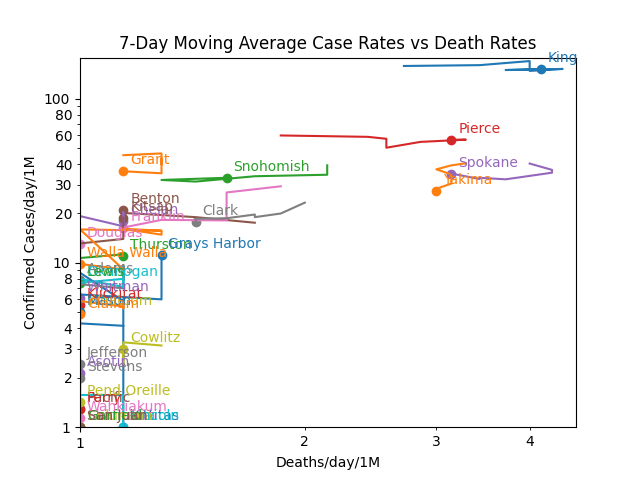 7-Day Moving Average Case Rates vs Death Rates
Confirmed Cases/day/1M
100
80
60
40
30
20
10
8
6
4
3
2
1
King
Pierce
Grant
Snohomish
Spokane
Yakima
Benton
Kitsap
Franklin
Clark
Douglas
Thurston
Grays Harbor
Walla Walla
Adams
Lewis
Klickitat
Clallam
Cowlitz
Jefferson
Asotin
Stevens
Pend Oreille
Pacific
Wahkiakum
1
2
3
4
Deaths/day/1M